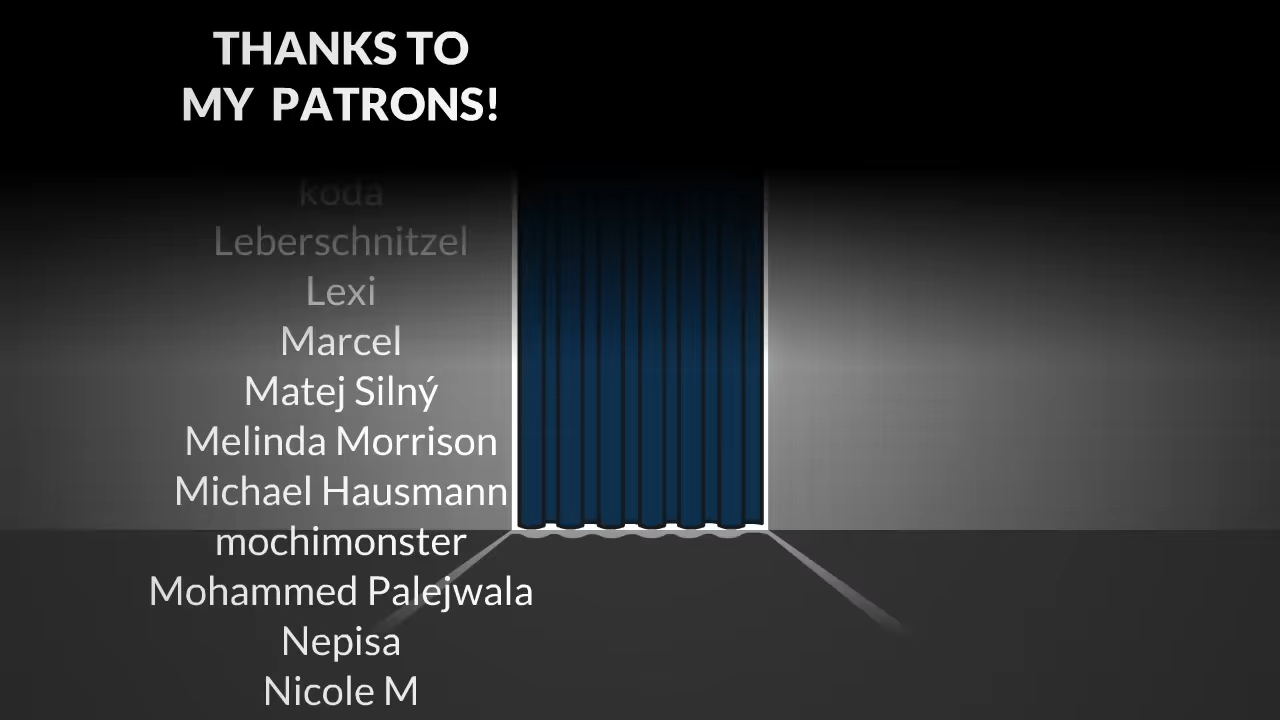 THANKS TO
MY PATRONS!
koda
Leberschnitzel
Lexi
Marcel
Matej Silný
Melinda Morrison
Michael Hausmann
mochimonster
Mohammed Palejwala
Nepisa
Nicole M